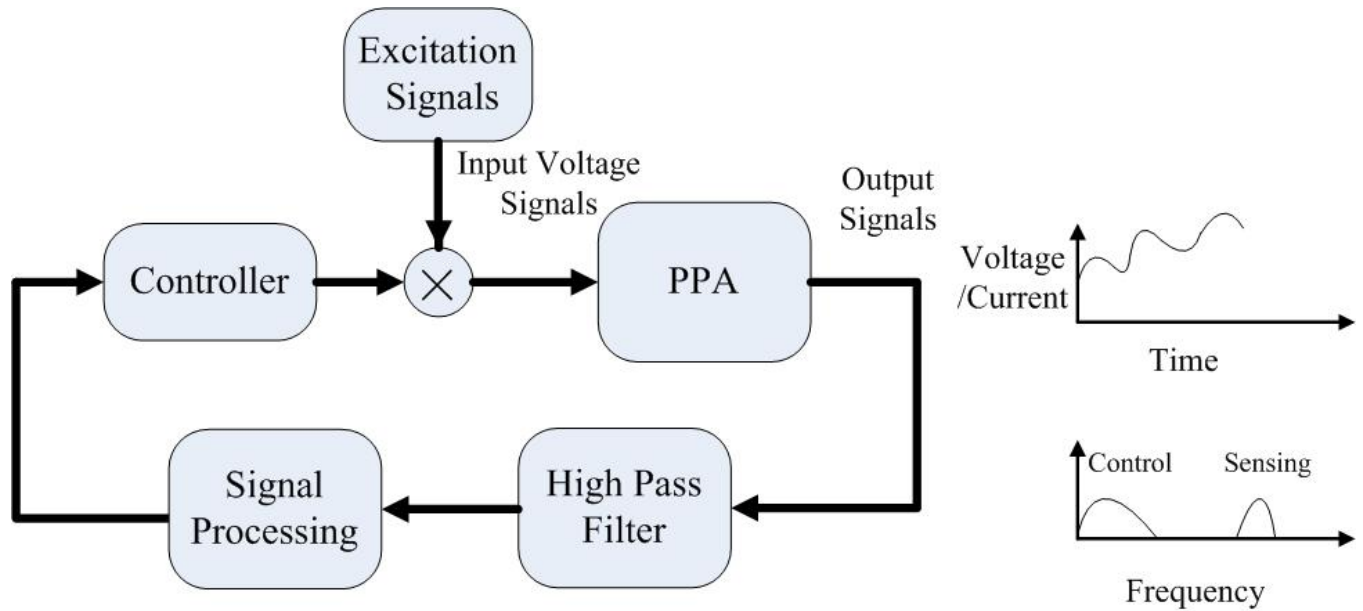 Excitation
Signals
Input Voltage
Signals
Output
Signals
Controller
×
PPA
Voltage
/Current
Time
Signal
Processing
High Pass
Filter
Control
Sensing
Frequency